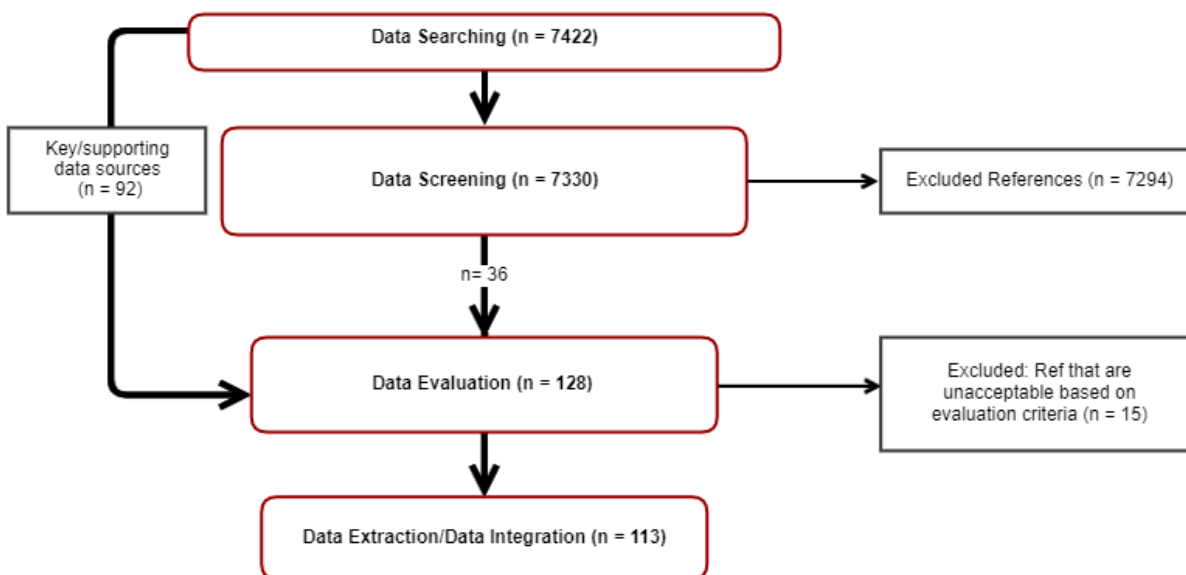 Data Searching (n = 7422)
Key/supporting
data sources
(n = 92)
Data Screening (n = 7330)
Excluded References (n = 7294)
n= 36
Data Evaluation (n = 128)
Excluded: Ref that are
unacceptable based on
evaluation criteria (n = 15)
Data Extraction/Data Integration (n = 113)